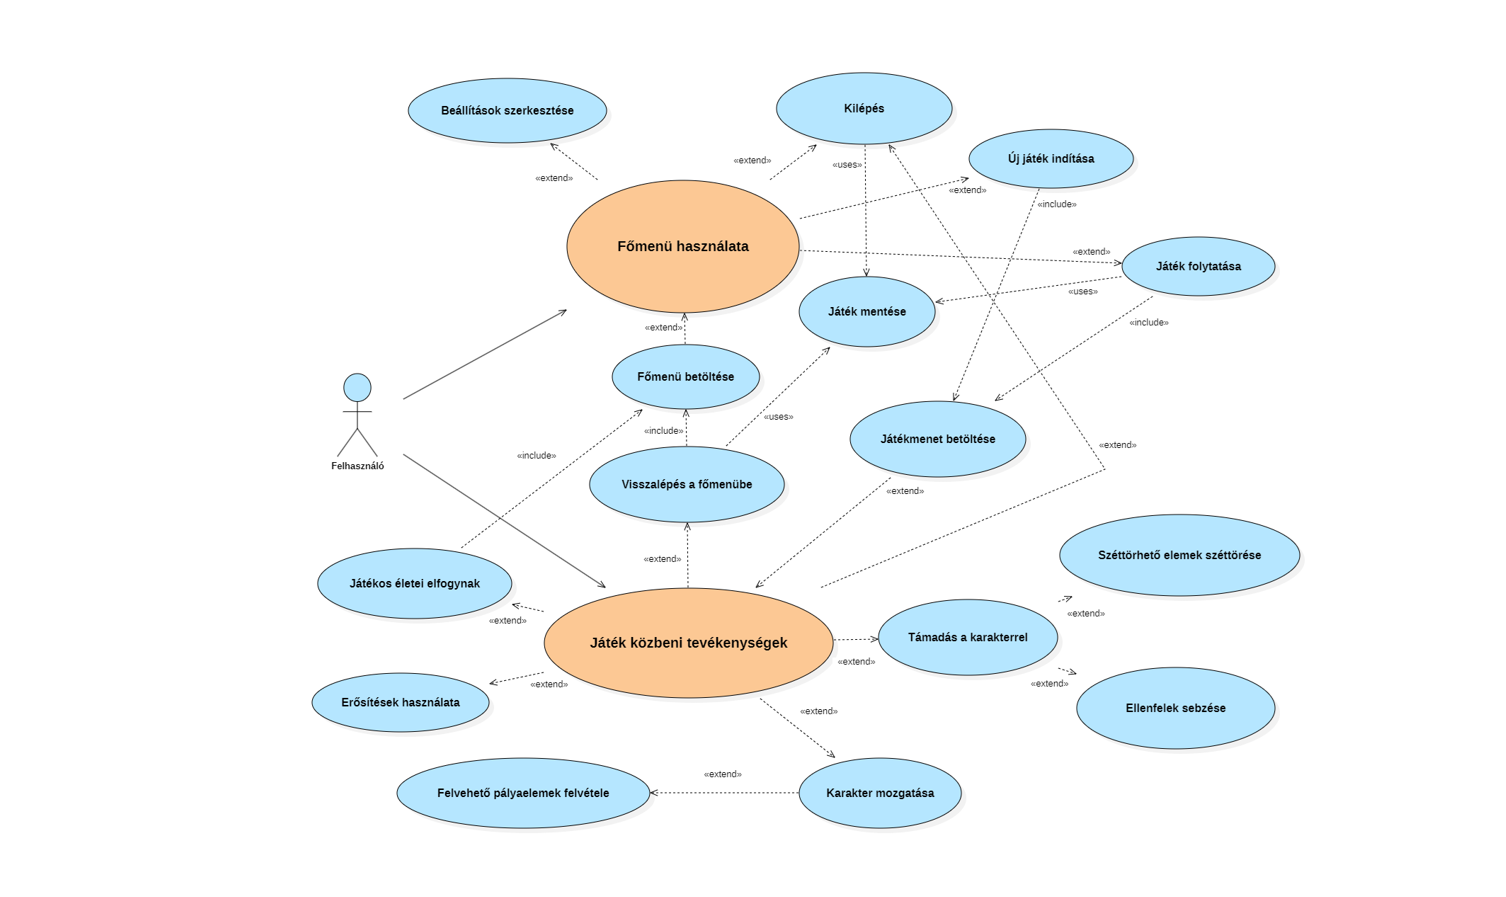 Beállítások szerkesztése
Kilépés
Új játék indítása
«extend»
«uses»
«extend»
«extend»
«include»
Főmenü használata
«extend»
Játék folytatása
«uses»
Játék mentése
«extend»
«include»
Főmenü betöltése
«uses»
«include»
Játékmenet betöltése
«extend»
«include»
Felhasználó
Visszalépés a főmenübe
«extend»
«extend»
Széttörhető elemek széttörése
Játékos életei elfogynak
«extend»
«extend»
Támadás a karakterrel
Játék közbeni tevékenységek
«extend»
«extend»
«extend»
Erősítések használata
Ellenfelek sebzése
«extend»
«extend»
Felvehető pályaelemek felvétele
Karakter mozgatása